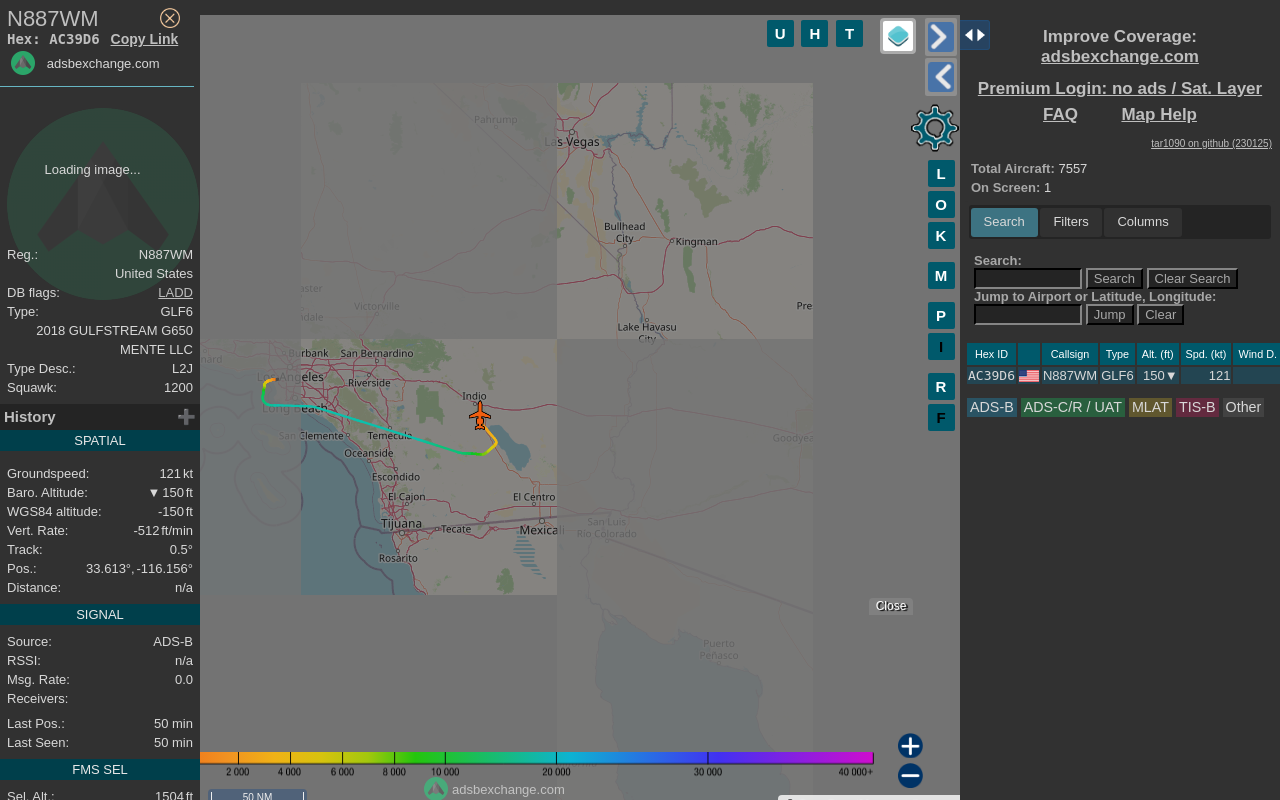 N887WM
Hex: AC39D6 Copy Link
adsbexchange.com
Loading image...
Reg.: N887WM
United States
DB flags: LADD
Type: GLF6
2018 GULFSTREAM G650
MENTE LLC
Type Desc.: L2J
Squawk: 1200
History
SPATIAL
Groundspeed: 121 kt
Baro. Altitude: ▼ 150 ft
WGS84 altitude: -150 ft
Vert. Rate: -512 ft/min
Track: 0.5°
Pos.: 33.613°, -116.156°
Distance: n/a
SIGNAL
Source: ADS-B
RSSI: n/a
Msg. Rate: 0.0
Receivers:
Last Pos.: 50 min
Last Seen: 50 min
FMS SEL
Sel. Alt.: 1504 ft
U H T
L
O
K
M
P
I
R
F
Pahrump
Las Vegas
Bullhead
City
Kingman
Victorville
Lake Havasu
City
Pre
Burbank
San Bernardino
Los Angeles
Riverside
Long Beach
Indio
San Clemente
Temecula
Oceanside
Escondido
El Cajon
El Centro
Tijuana
Tecate
Mexicali
Rosarito
San Luis
Río Colorado
Goodyea
Puerto
Peñasco
Close
2 000 4 000 6 000 8 000 10 000 20 000 30 000 40 000+
50 NM
adsbexchange.com
Improve Coverage:
adsbexchange.com
Premium Login: no ads / Sat. Layer
FAQ Map Help
tar1090 on github (230125)
Total Aircraft: 7557
On Screen: 1
Search Filters Columns
Search:
Search Clear Search
Jump to Airport or Latitude, Longitude:
Jump Clear
Hex ID Callsign Type Alt. (ft) Spd. (kt) Wind D.
AC39D6 N887WM GLF6 150▼ 121
ADS-B ADS-C/R / UAT MLAT TIS-B Other